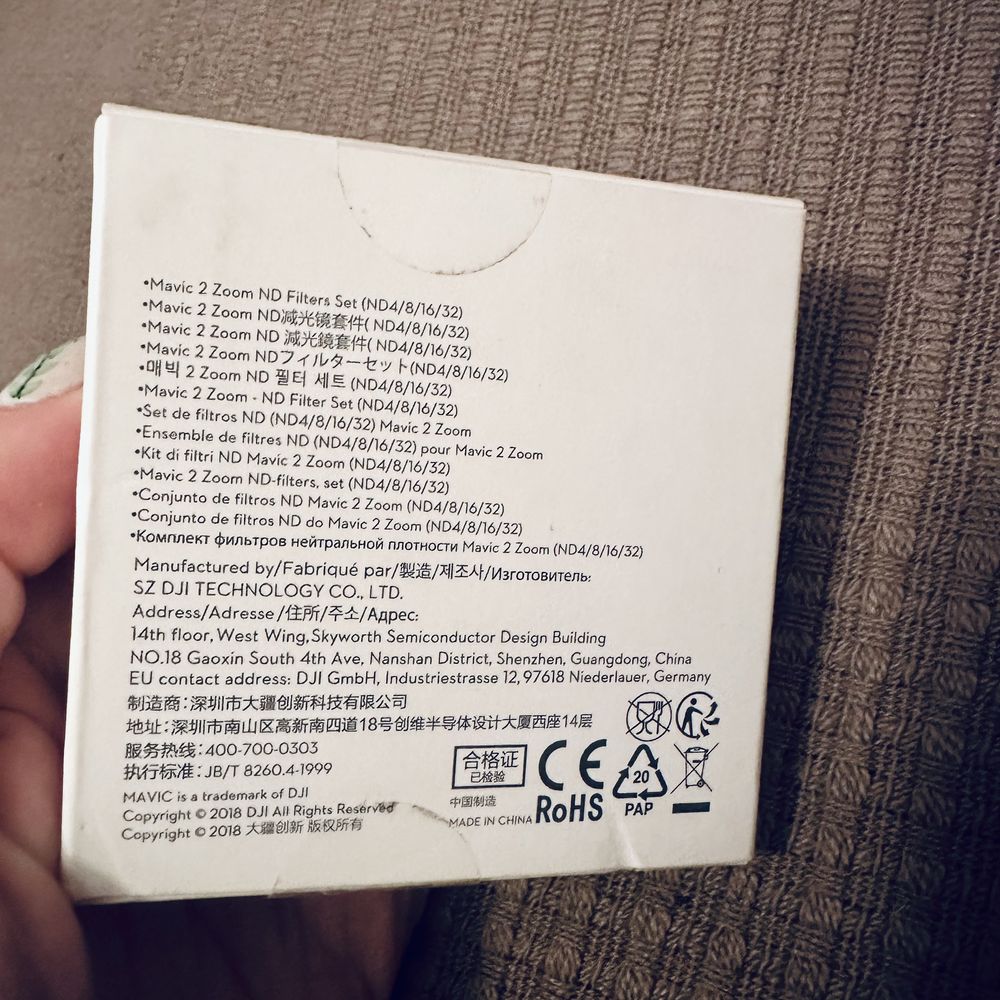 •Mavic 2 Zoom ND Filters Set (ND4/8/16/32)
•Mavic 2 Zoom ND减光镜套件( ND4/8/16/32)
•Mavic 2 Zoom ND 減光鏡套件( ND4/8/16/32)
•Mavic 2 Zoom NDフィルターセット(ND4/8/16/32)
•매빅 2 Zoom ND 필터 세트 (ND4/8/16/32)
•Mavic 2 Zoom - ND Filter Set (ND4/8/16/32)
•Set de filtros ND (ND4/8/16/32) Mavic 2 Zoom
•Ensemble de filtres ND (ND4/8/16/32) pour Mavic 2 Zoom
•Kit di filtri ND Mavic 2 Zoom (ND4/8/16/32)
•Mavic 2 Zoom ND-filters, set (ND4/8/16/32)
•Conjunto de filtros ND Mavic 2 Zoom (ND4/8/16/32)
•Conjunto de filtros ND do Mavic 2 Zoom (ND4/8/16/32)
•Комплект фильтров нейтральной плотности Mavic 2 Zoom (ND4/8/16/32)
Manufactured by/Fabriqué par/製造/제조사/Изготовитель:
SZ DJI TECHNOLOGY CO., LTD.
Address/Adresse/住所/주소/Адрес:
14th floor, West Wing,Skyworth Semiconductor Design Building
NO.18 Gaoxin South 4th Ave, Nanshan District, Shenzhen, Guangdong, China
EU contact address: DJI GmbH, Industriestrasse 12, 97618 Niederlauer, Germany
制造商：深圳市大疆创新科技有限公司
地址：深圳市南山区高新南四道18号创维半导体设计大厦西座14层
服务热线：400-700-0303
执行标准：JB/T 8260.4-1999
MAVIC is a trademark of DJI
Copyright © 2018 DJI All Rights Reserved
Copyright © 2018 大疆创新 版权所有
合格证
已检验
中国制造
MADE IN CHINA
CE
RoHS
20
PAP